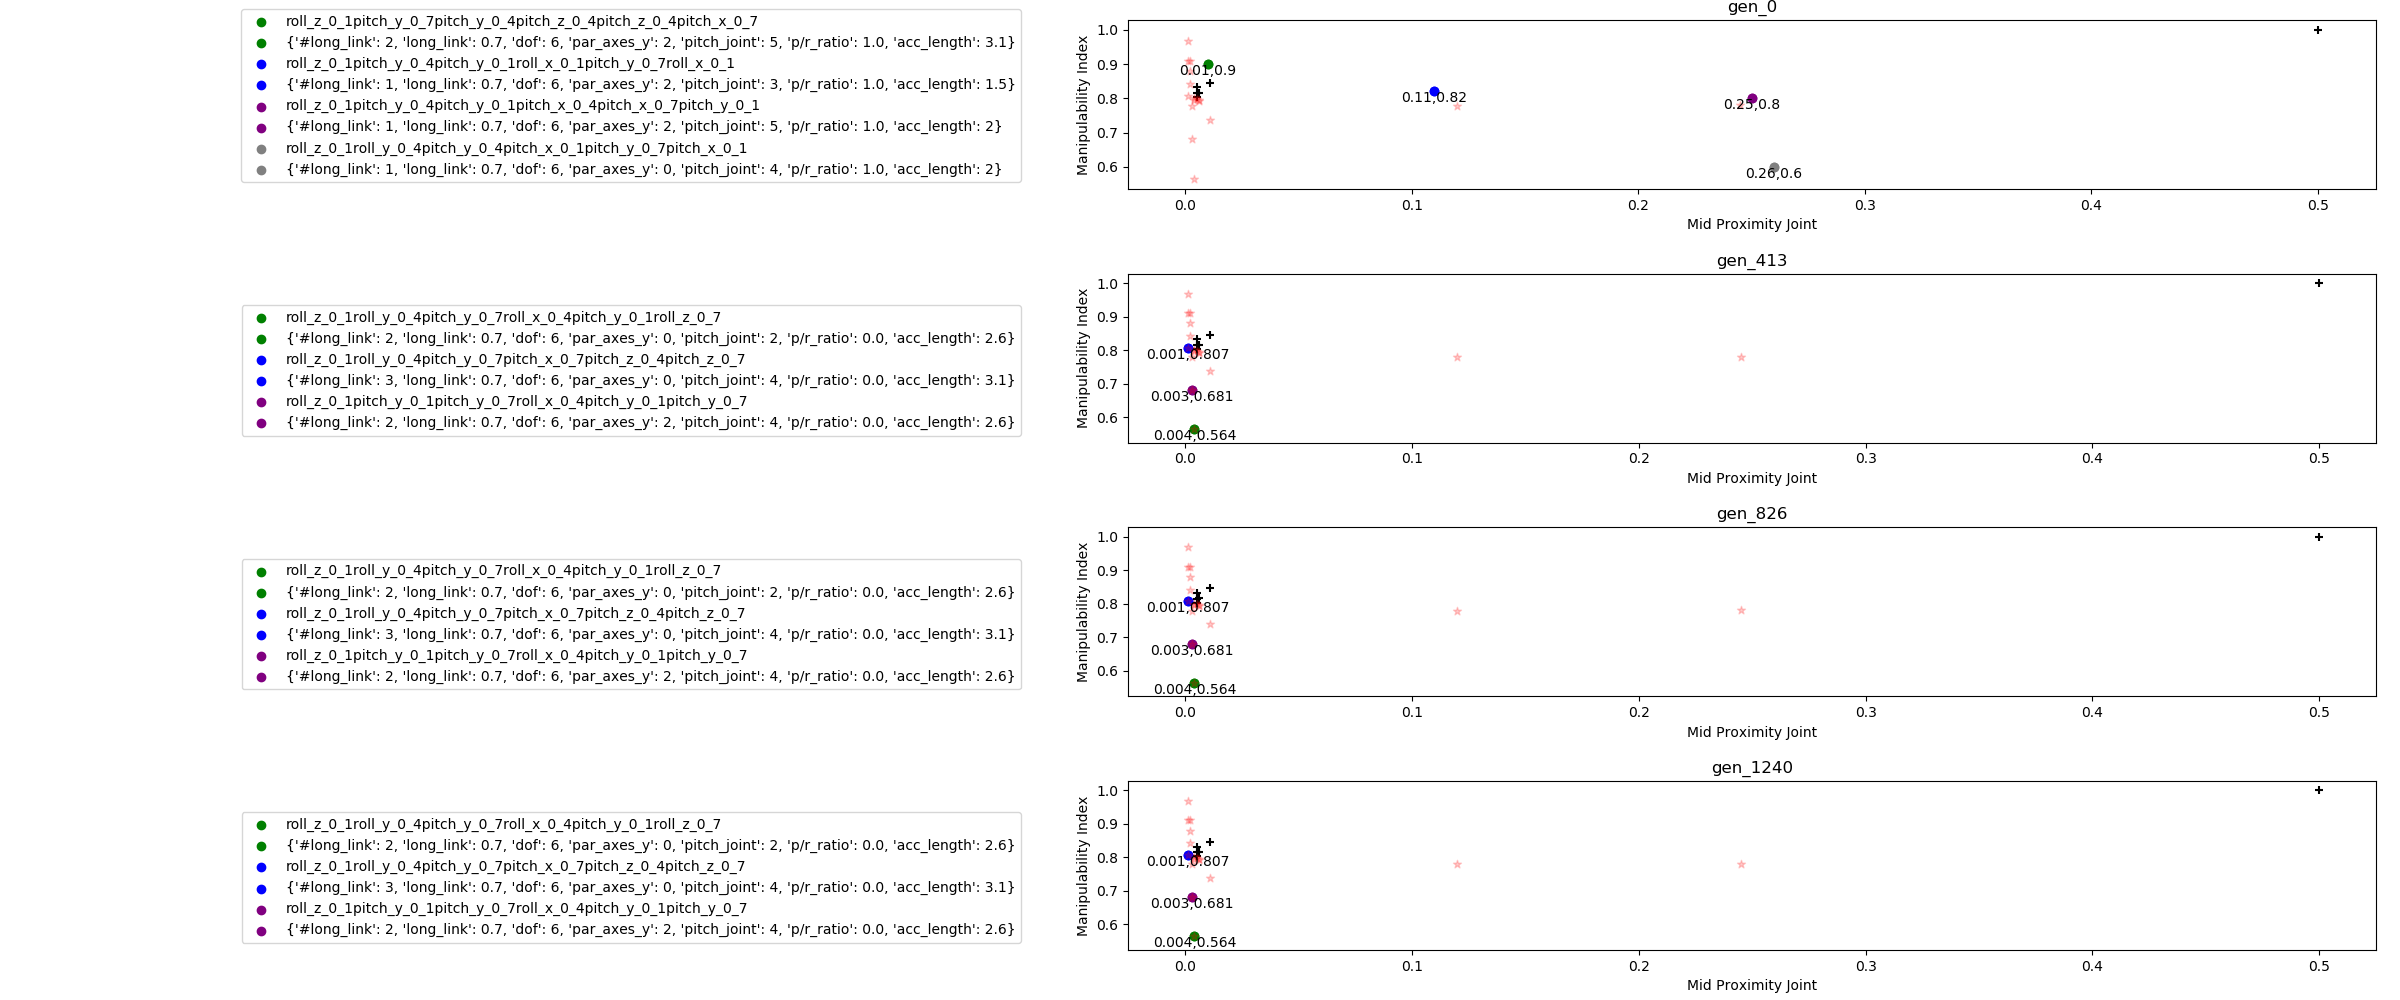 roll_z_0_1pitch_y_0_7pitch_y_0_4pitch_z_0_4pitch_z_0_4pitch_x_0_7
{'#long_link': 2, 'long_link': 0.7, 'dof': 6, 'par_axes_y': 2, 'pitch_joint': 5, 'p/r_ratio': 1.0, 'acc_length': 3.1}
roll_z_0_1pitch_y_0_4pitch_y_0_1roll_x_0_1pitch_y_0_7roll_x_0_1
{'#long_link': 1, 'long_link': 0.7, 'dof': 6, 'par_axes_y': 2, 'pitch_joint': 3, 'p/r_ratio': 1.0, 'acc_length': 1.5}
roll_z_0_1pitch_y_0_4pitch_y_0_1pitch_x_0_4pitch_x_0_7pitch_y_0_1
{'#long_link': 1, 'long_link': 0.7, 'dof': 6, 'par_axes_y': 2, 'pitch_joint': 5, 'p/r_ratio': 1.0, 'acc_length': 2}
roll_z_0_1roll_y_0_4pitch_y_0_4pitch_x_0_1pitch_y_0_7pitch_x_0_1
{'#long_link': 1, 'long_link': 0.7, 'dof': 6, 'par_axes_y': 0, 'pitch_joint': 4, 'p/r_ratio': 1.0, 'acc_length': 2}
gen_0
Manipulability Index
1.0
0.9
0.8
0.7
0.6
0.01,0.9
0.11,0.82
0.25,0.8
0.26,0.6
0.0 0.1 0.2 0.3 0.4 0.5
Mid Proximity Joint
roll_z_0_1roll_y_0_4pitch_y_0_7roll_x_0_4pitch_y_0_1roll_z_0_7
{'#long_link': 2, 'long_link': 0.7, 'dof': 6, 'par_axes_y': 0, 'pitch_joint': 2, 'p/r_ratio': 0.0, 'acc_length': 2.6}
roll_z_0_1roll_y_0_4pitch_y_0_7pitch_x_0_7pitch_z_0_4pitch_z_0_7
{'#long_link': 3, 'long_link': 0.7, 'dof': 6, 'par_axes_y': 0, 'pitch_joint': 4, 'p/r_ratio': 0.0, 'acc_length': 3.1}
roll_z_0_1pitch_y_0_1pitch_y_0_7roll_x_0_4pitch_y_0_1pitch_y_0_7
{'#long_link': 2, 'long_link': 0.7, 'dof': 6, 'par_axes_y': 2, 'pitch_joint': 4, 'p/r_ratio': 0.0, 'acc_length': 2.6}
gen_413
Manipulability Index
1.0
0.9
0.8
0.7
0.6
0.001,0.807
0.003,0.681
0.004,0.564
0.0 0.1 0.2 0.3 0.4 0.5
Mid Proximity Joint
roll_z_0_1roll_y_0_4pitch_y_0_7roll_x_0_4pitch_y_0_1roll_z_0_7
{'#long_link': 2, 'long_link': 0.7, 'dof': 6, 'par_axes_y': 0, 'pitch_joint': 2, 'p/r_ratio': 0.0, 'acc_length': 2.6}
roll_z_0_1roll_y_0_4pitch_y_0_7pitch_x_0_7pitch_z_0_4pitch_z_0_7
{'#long_link': 3, 'long_link': 0.7, 'dof': 6, 'par_axes_y': 0, 'pitch_joint': 4, 'p/r_ratio': 0.0, 'acc_length': 3.1}
roll_z_0_1pitch_y_0_1pitch_y_0_7roll_x_0_4pitch_y_0_1pitch_y_0_7
{'#long_link': 2, 'long_link': 0.7, 'dof': 6, 'par_axes_y': 2, 'pitch_joint': 4, 'p/r_ratio': 0.0, 'acc_length': 2.6}
gen_826
Manipulability Index
1.0
0.9
0.8
0.7
0.6
0.001,0.807
0.003,0.681
0.004,0.564
0.0 0.1 0.2 0.3 0.4 0.5
Mid Proximity Joint
roll_z_0_1roll_y_0_4pitch_y_0_7roll_x_0_4pitch_y_0_1roll_z_0_7
{'#long_link': 2, 'long_link': 0.7, 'dof': 6, 'par_axes_y': 0, 'pitch_joint': 2, 'p/r_ratio': 0.0, 'acc_length': 2.6}
roll_z_0_1roll_y_0_4pitch_y_0_7pitch_x_0_7pitch_z_0_4pitch_z_0_7
{'#long_link': 3, 'long_link': 0.7, 'dof': 6, 'par_axes_y': 0, 'pitch_joint': 4, 'p/r_ratio': 0.0, 'acc_length': 3.1}
roll_z_0_1pitch_y_0_1pitch_y_0_7roll_x_0_4pitch_y_0_1pitch_y_0_7
{'#long_link': 2, 'long_link': 0.7, 'dof': 6, 'par_axes_y': 2, 'pitch_joint': 4, 'p/r_ratio': 0.0, 'acc_length': 2.6}
gen_1240
Manipulability Index
1.0
0.9
0.8
0.7
0.6
0.001,0.807
0.003,0.681
0.004,0.564
0.0 0.1 0.2 0.3 0.4 0.5
Mid Proximity Joint